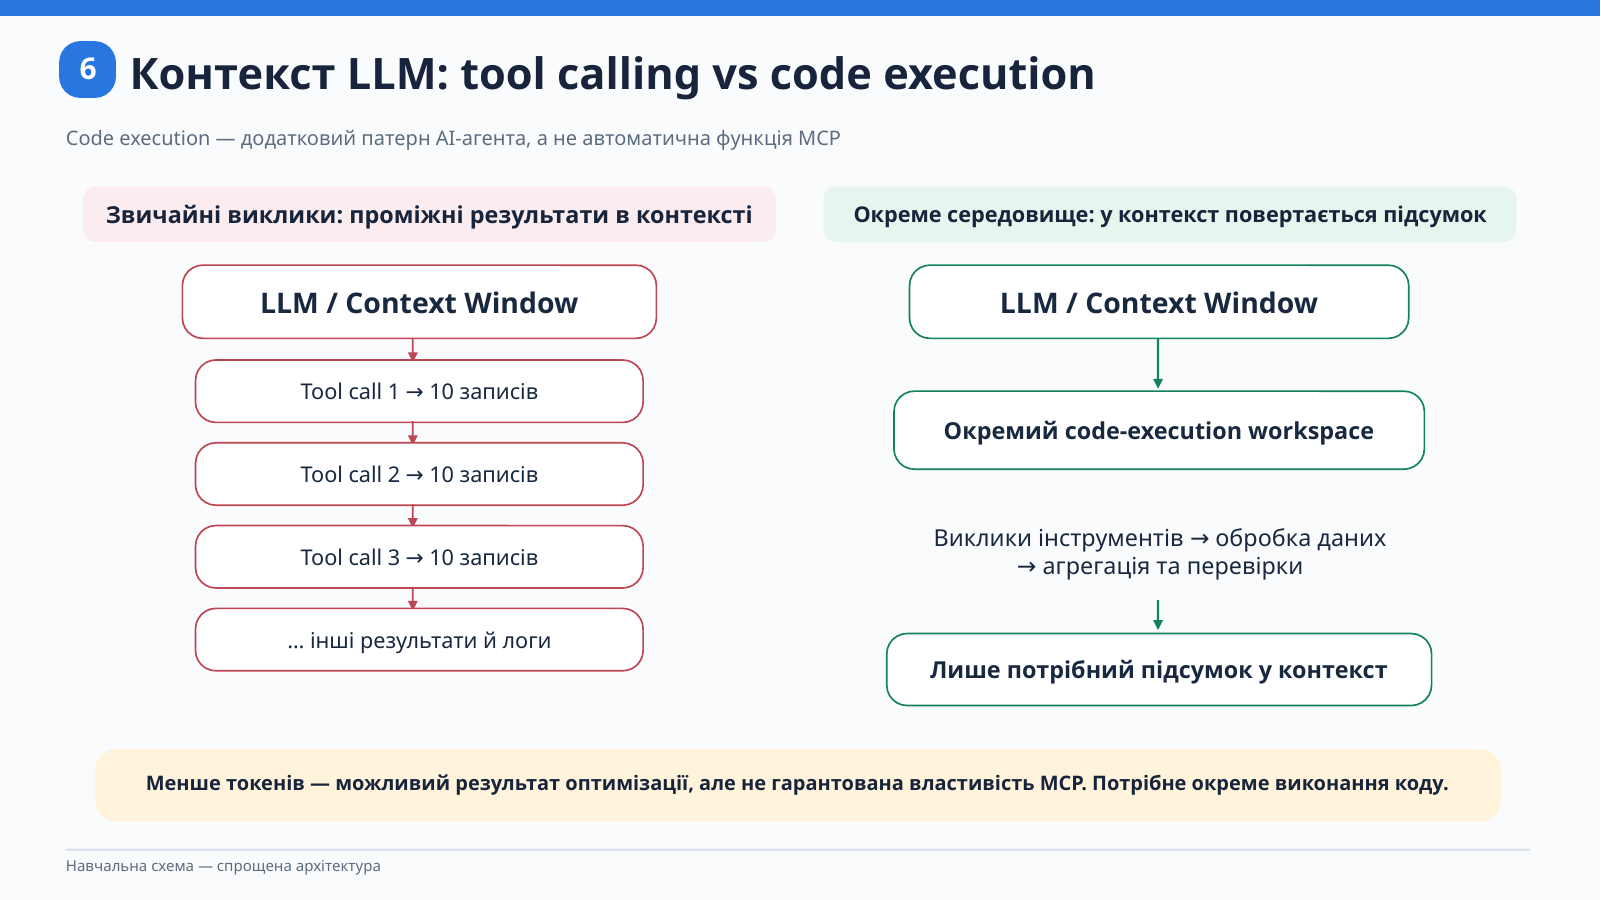 6
Контекст LLM: tool calling vs code execution
Code execution — додатковий патерн AI-агента, а не автоматична функція MCP
Звичайні виклики: проміжні результати в контексті
LLM / Context Window
Tool call 1 → 10 записів
Tool call 2 → 10 записів
Tool call 3 → 10 записів
... інші результати й логи
Окреме середовище: у контекст повертається підсумок
LLM / Context Window
Окремий code-execution workspace
Виклики інструментів → обробка даних
→ агрегація та перевірки
Лише потрібний підсумок у контекст
Менше токенів — можливий результат оптимізації, але не гарантована властивість MCP. Потрібне окреме виконання коду.
Навчальна схема — спрощена архітектура